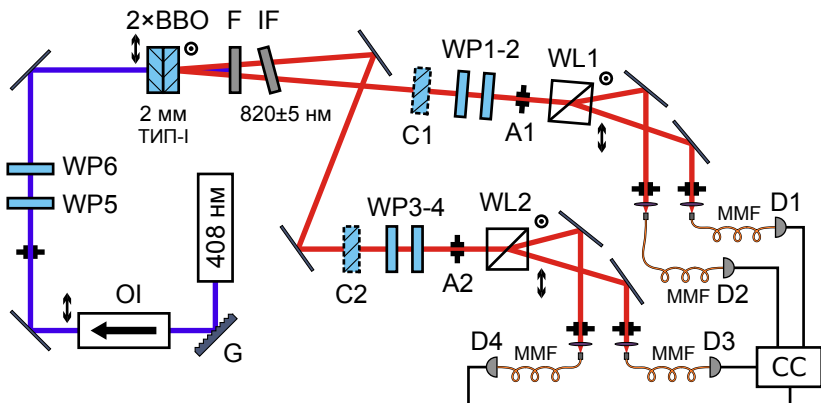 2×BBO
F
IF
2 мм
ТИП-I
820±5 нм
WP1-2
WL1
C1
A1
WP6
WP5
408 нм
OI
G
WP3-4
WL2
C2
A2
MMF
D1
MMF
D2
D4
MMF
MMF
D3
CC